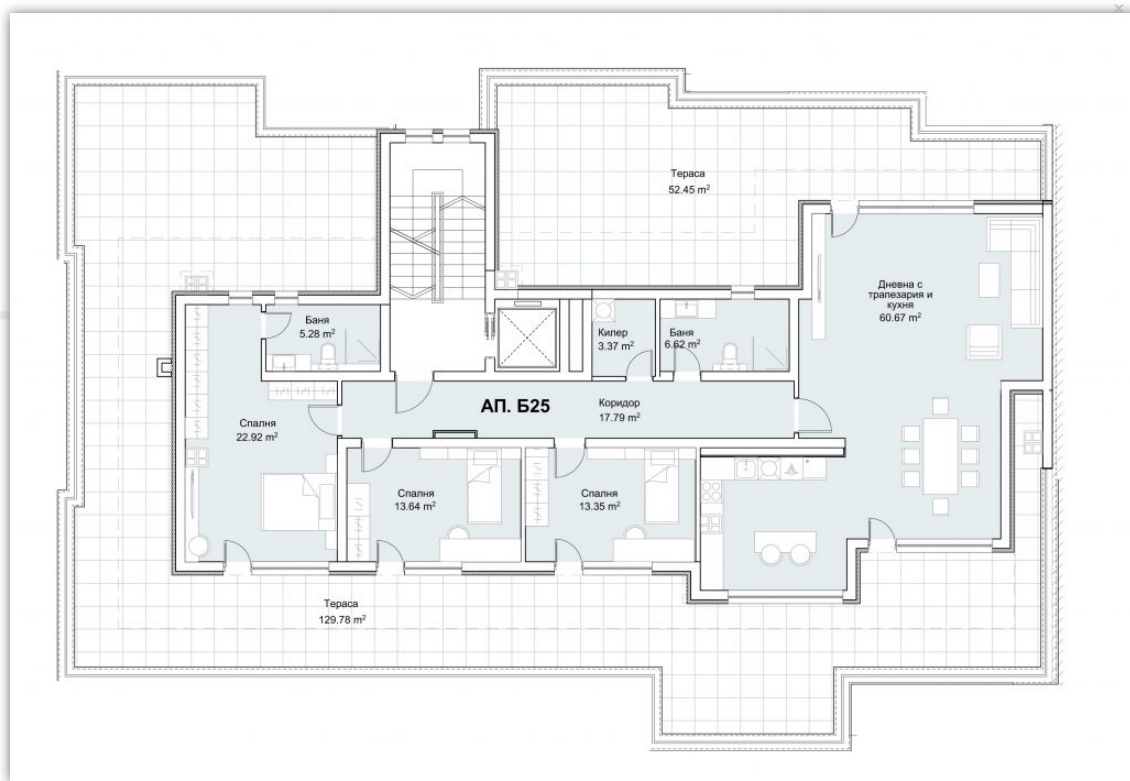 Тераса
52.45 m²
Дневна с
трапезария и
кухня
60.67 m²
Баня
5.28 m²
Килер
3.37 m²
Баня
6.62 m²
АП. Б25
Коридор
17.79 m²
Спалня
22.92 m²
Спалня
13.64 m²
Спалня
13.35 m²
Тераса
129.78 m²